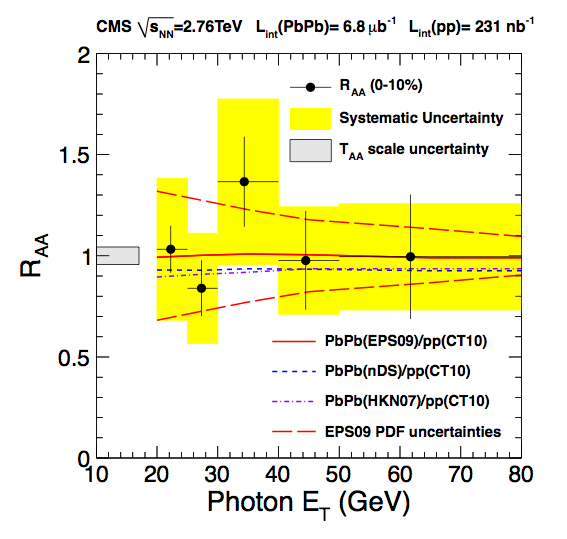 CMS √s_NN=2.76TeV L_int(PbPb)= 6.8 μb⁻¹ L_int(pp)= 231 nb⁻¹
2
1.5
1
0.5
0
R_AA
R_AA (0-10%)
Systematic Uncertainty
T_AA scale uncertainty
PbPb(EPS09)/pp(CT10)
PbPb(nDS)/pp(CT10)
PbPb(HKN07)/pp(CT10)
EPS09 PDF uncertainties
10 20 30 40 50 60 70 80
Photon E_T (GeV)